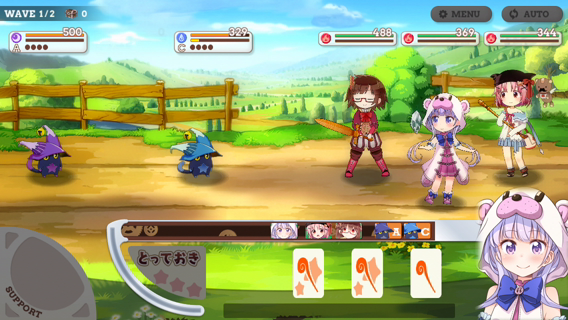 WAVE 1/2 0
MENU
AUTO
500
A
329
C
488
369
344
A C
とっておき
SUPPORT